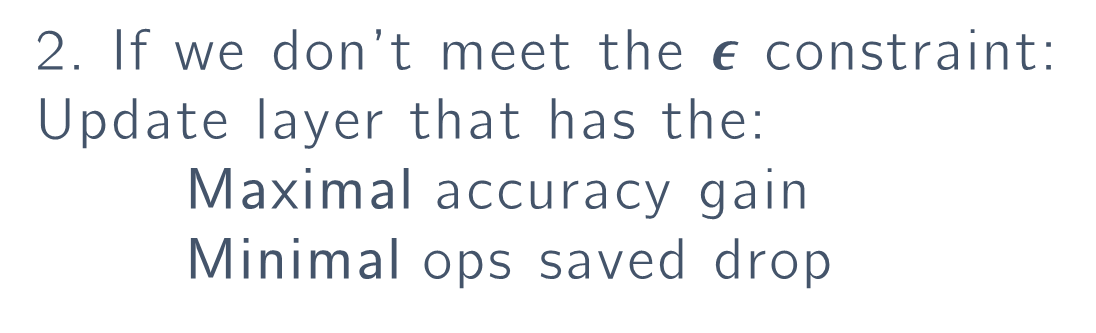 2. If we don't meet the ϵ constraint:
Update layer that has the:
Maximal accuracy gain
Minimal ops saved drop